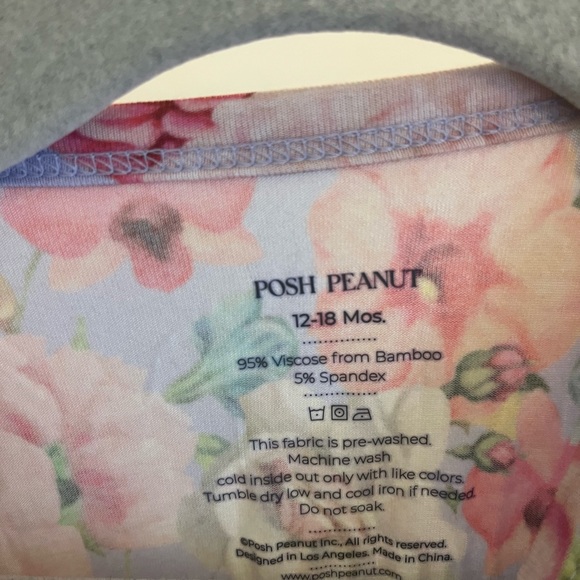 POSH PEANUT
12-18 Mos.
95% Viscose from Bamboo
5% Spandex
This fabric is pre-washed.
Machine wash
cold inside out only with like colors.
Tumble dry low and cool iron if needed.
Do not soak.
©Posh Peanut Inc., All rights reserved.
Designed in Los Angeles. Made in China.
www.poshpeanut.com